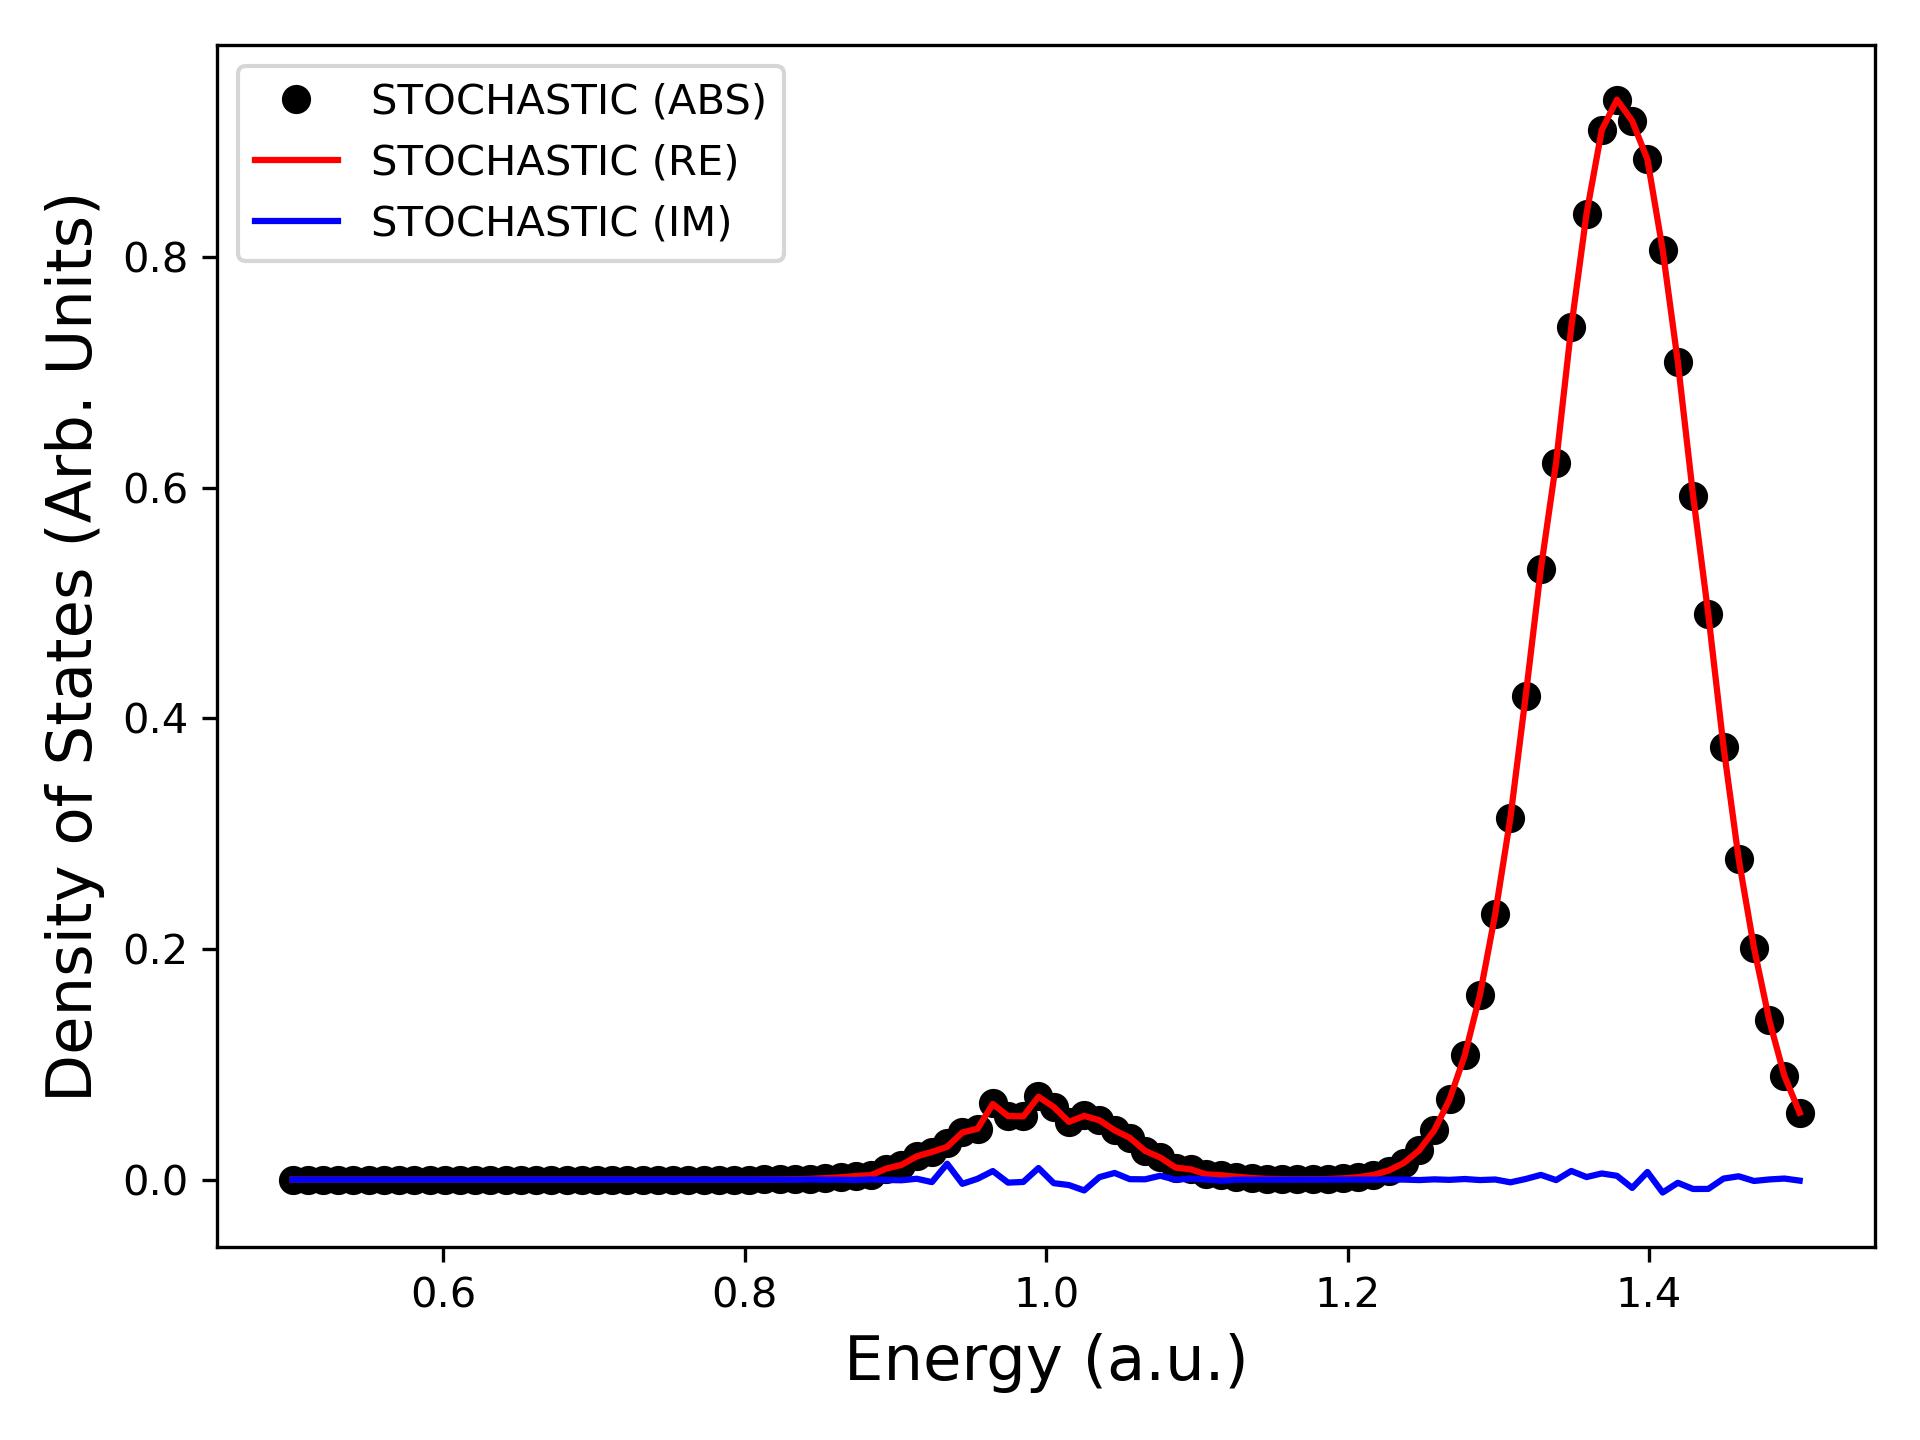 STOCHASTIC (ABS)
STOCHASTIC (RE)
STOCHASTIC (IM)
Density of States (Arb. Units)
0.8
0.6
0.4
0.2
0.0
0.6 0.8 1.0 1.2 1.4
Energy (a.u.)